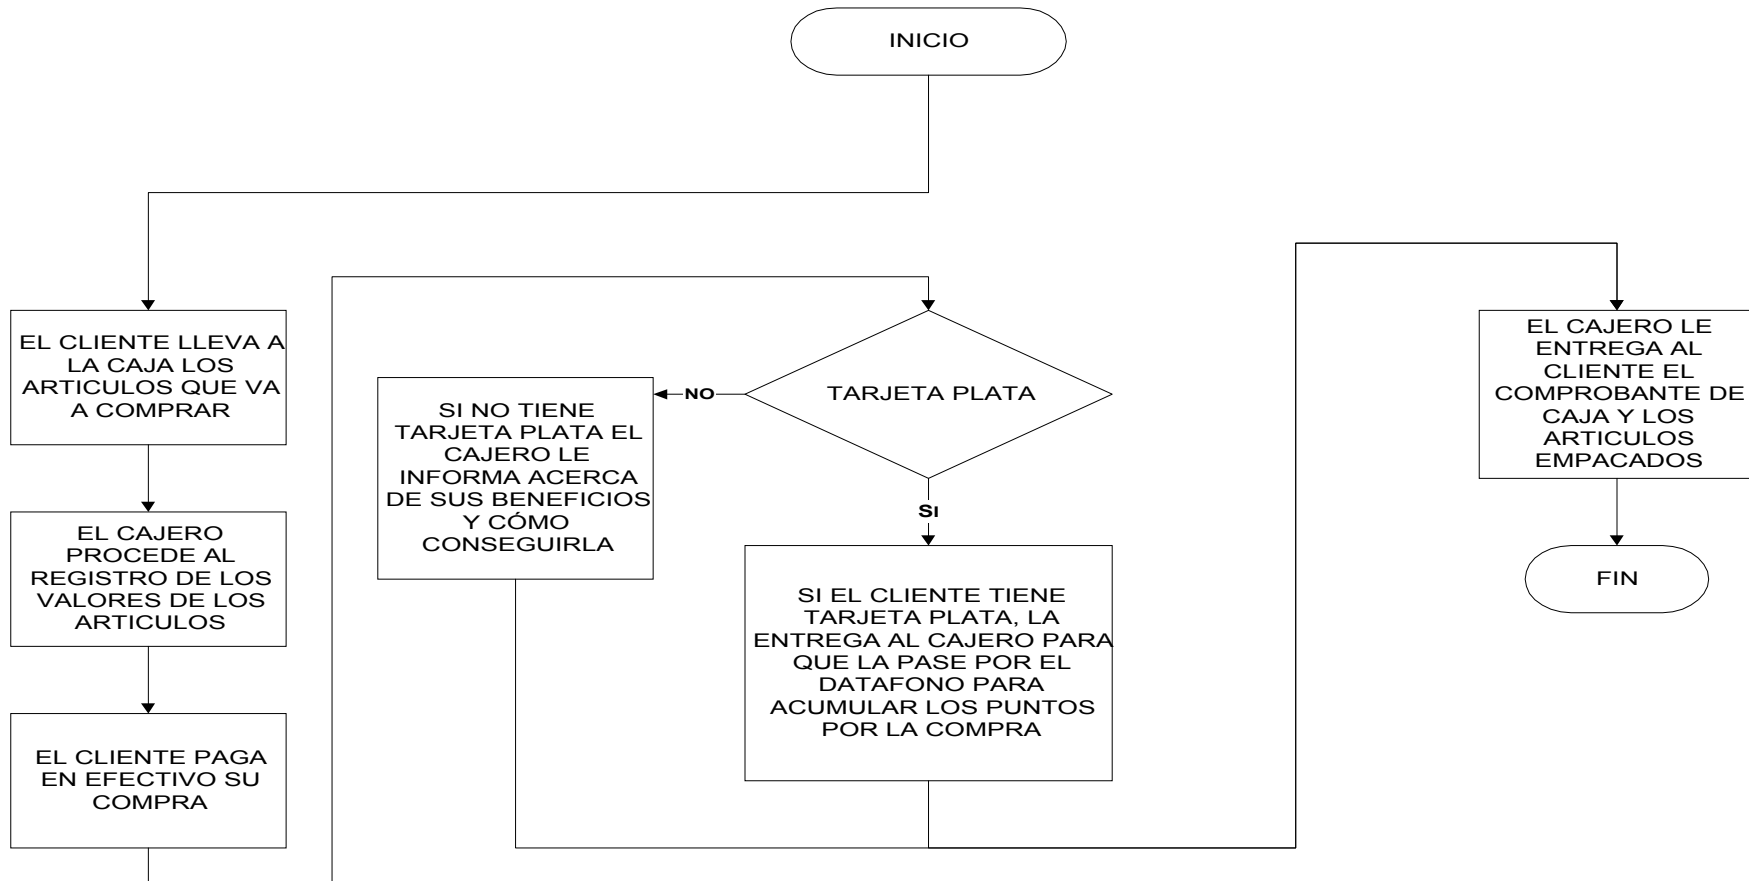 INICIO
EL CLIENTE LLEVA A
LA CAJA LOS
ARTICULOS QUE VA
A COMPRAR
EL CAJERO
PROCEDE AL
REGISTRO DE LOS
VALORES DE LOS
ARTICULOS
EL CLIENTE PAGA
EN EFECTIVO SU
COMPRA
TARJETA PLATA
NO
SI NO TIENE
TARJETA PLATA EL
CAJERO LE
INFORMA ACERCA
DE SUS BENEFICIOS
Y CÓMO
CONSEGUIRLA
SI
SI EL CLIENTE TIENE
TARJETA PLATA, LA
ENTREGA AL CAJERO PARA
QUE LA PASE POR EL
DATAFONO PARA
ACUMULAR LOS PUNTOS
POR LA COMPRA
EL CAJERO LE
ENTREGA AL
CLIENTE EL
COMPROBANTE DE
CAJA Y LOS
ARTICULOS
EMPACADOS
FIN